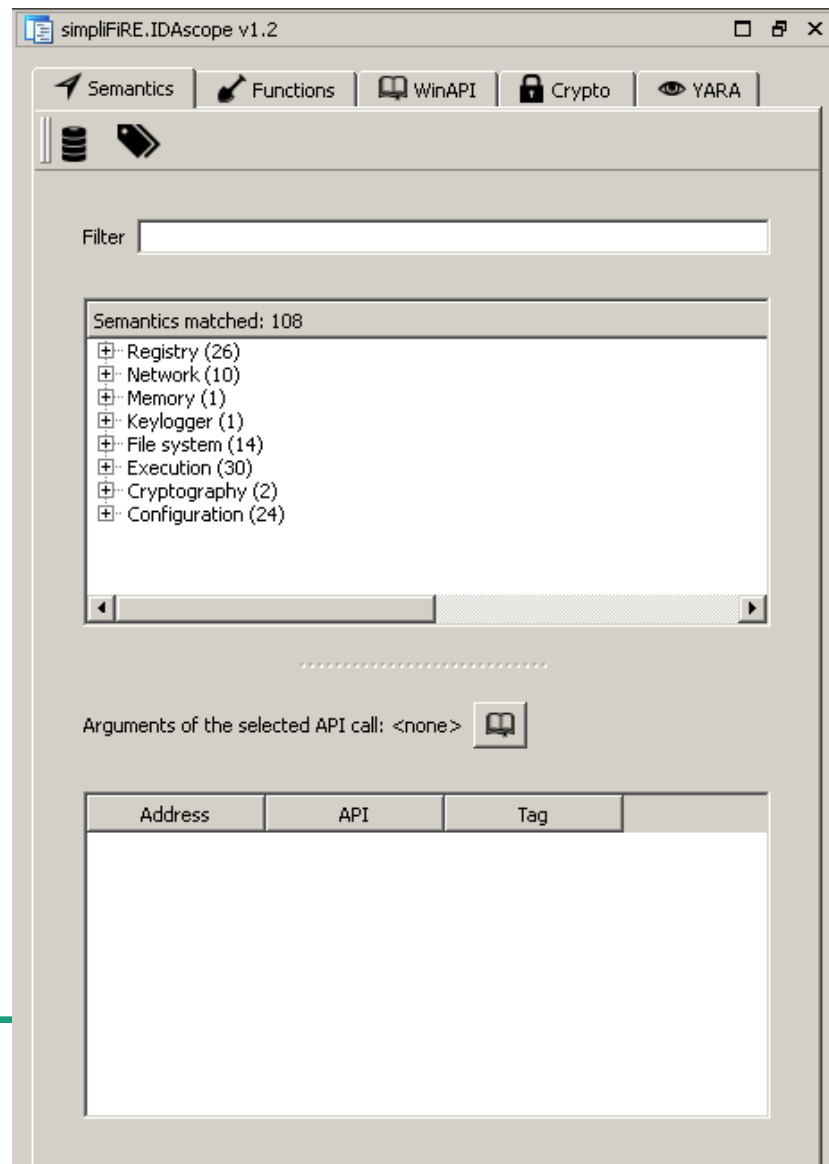 simpliFiRE.IDAscope v1.2
Semantics Functions WinAPI Crypto YARA
Filter
Semantics matched: 108
Registry (26)
Network (10)
Memory (1)
Keylogger (1)
File system (14)
Execution (30)
Cryptography (2)
Configuration (24)
Arguments of the selected API call: <none>
Address API Tag